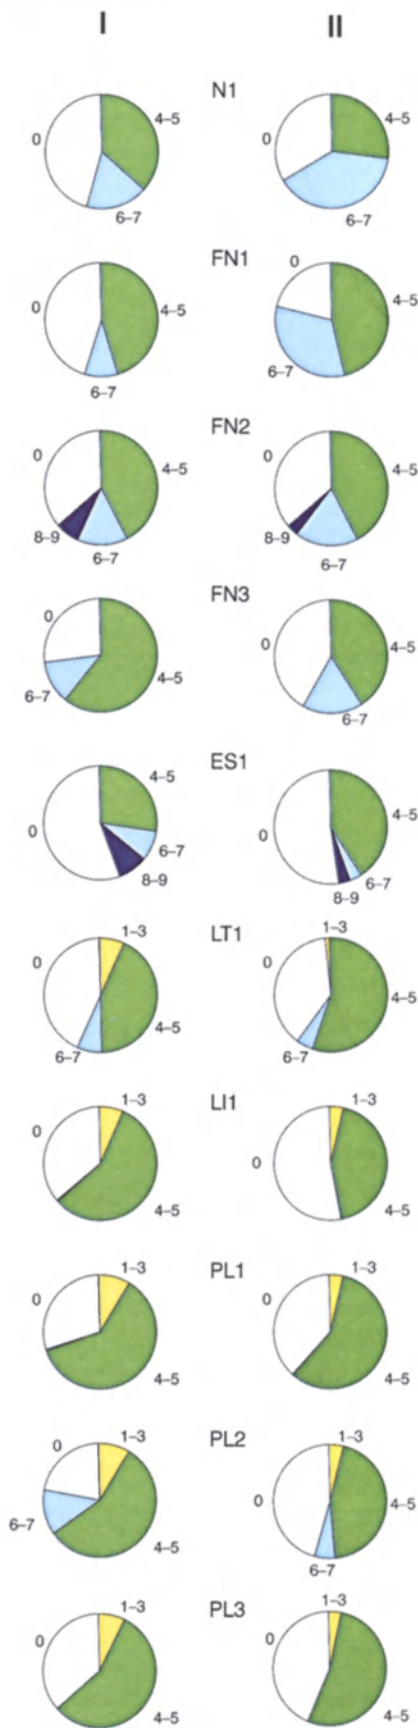 I II
N1
0 4–5 6–7
0 4–5 6–7
FN1
0 4–5 6–7
0 4–5 6–7
FN2
0 4–5 8–9 6–7
0 4–5 8–9 6–7
FN3
0 6–7 4–5
0 4–5 6–7
ES1
4–5 0 6–7 8–9
0 4–5 6–7 8–9
LT1
1–3 0 4–5 6–7
1–3 0 4–5 6–7
LI1
1–3 0 4–5
1–3 0 4–5
PL1
1–3 0 4–5
1–3 0 4–5
PL2
1–3 0 6–7 4–5
1–3 0 4–5 6–7
PL3
1–3 0 4–5
1–3 0 4–5